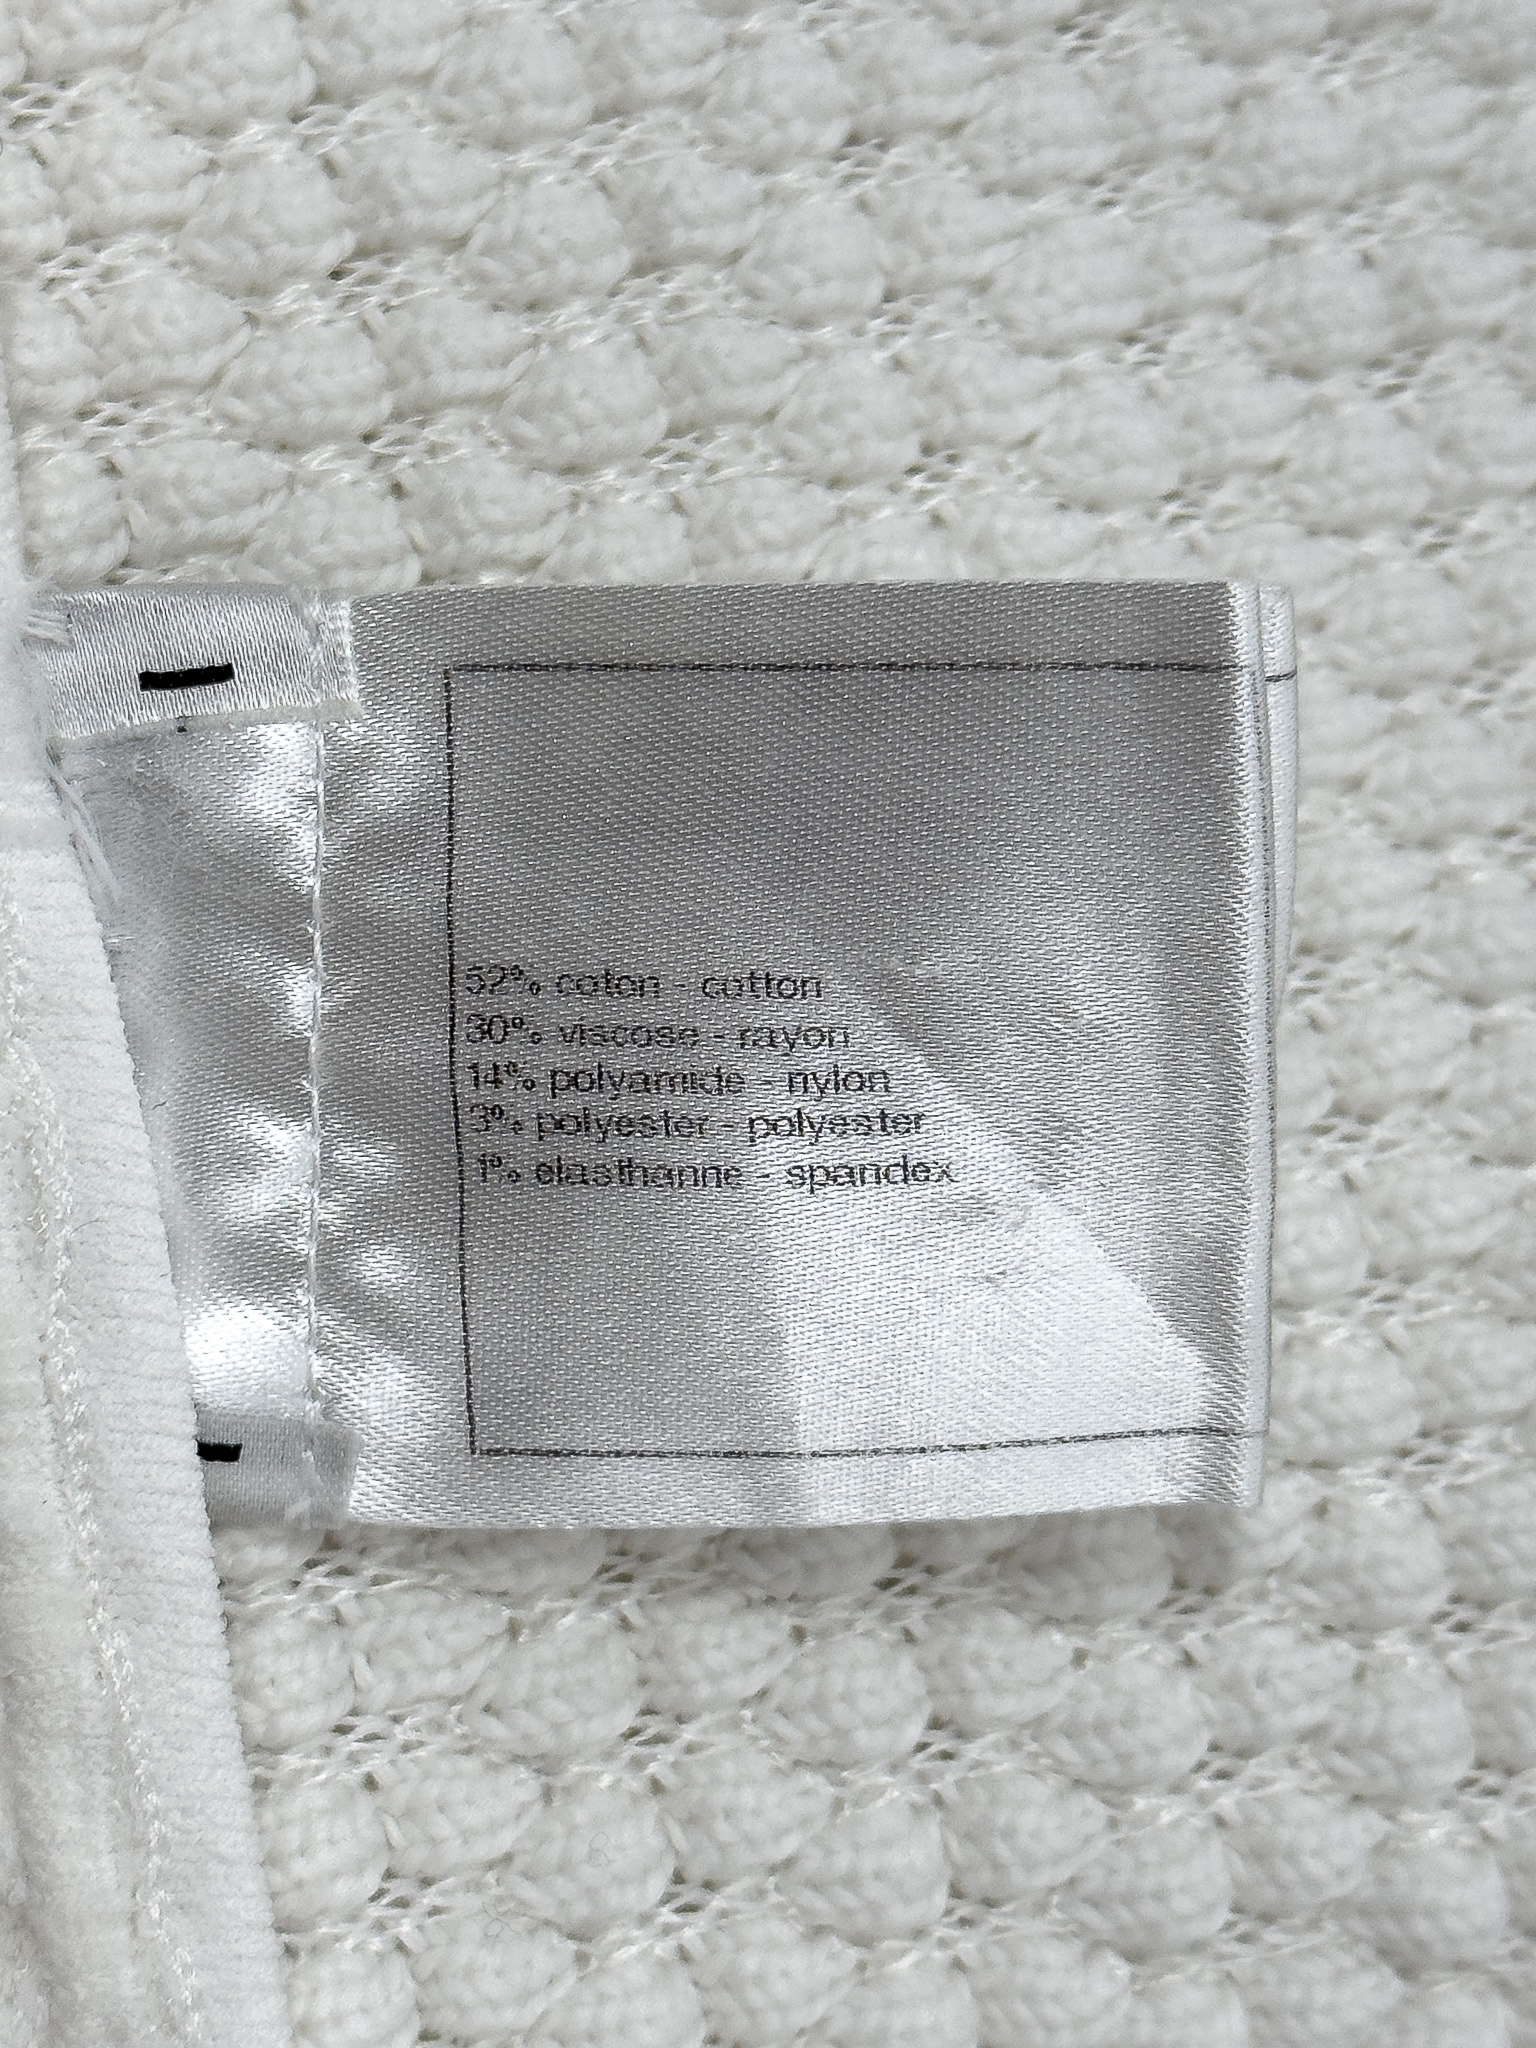 52% coton - cotton
30% viscose - rayon
14% polyamide - nylon
3% polyester - polyester
1% elasthanne - spandex